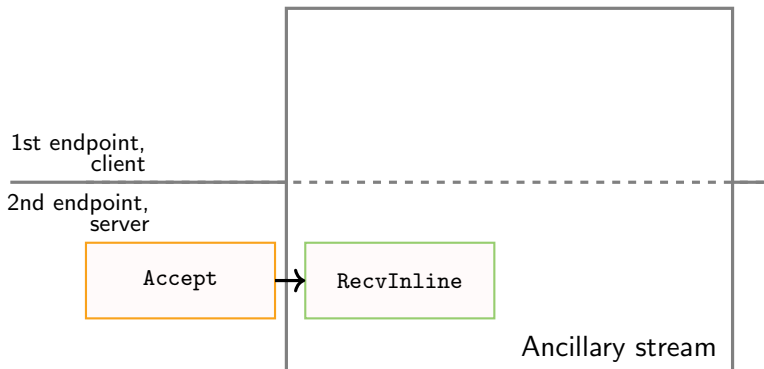 1st endpoint,
client
2nd endpoint,
server
Accept
RecvInline
Ancillary stream